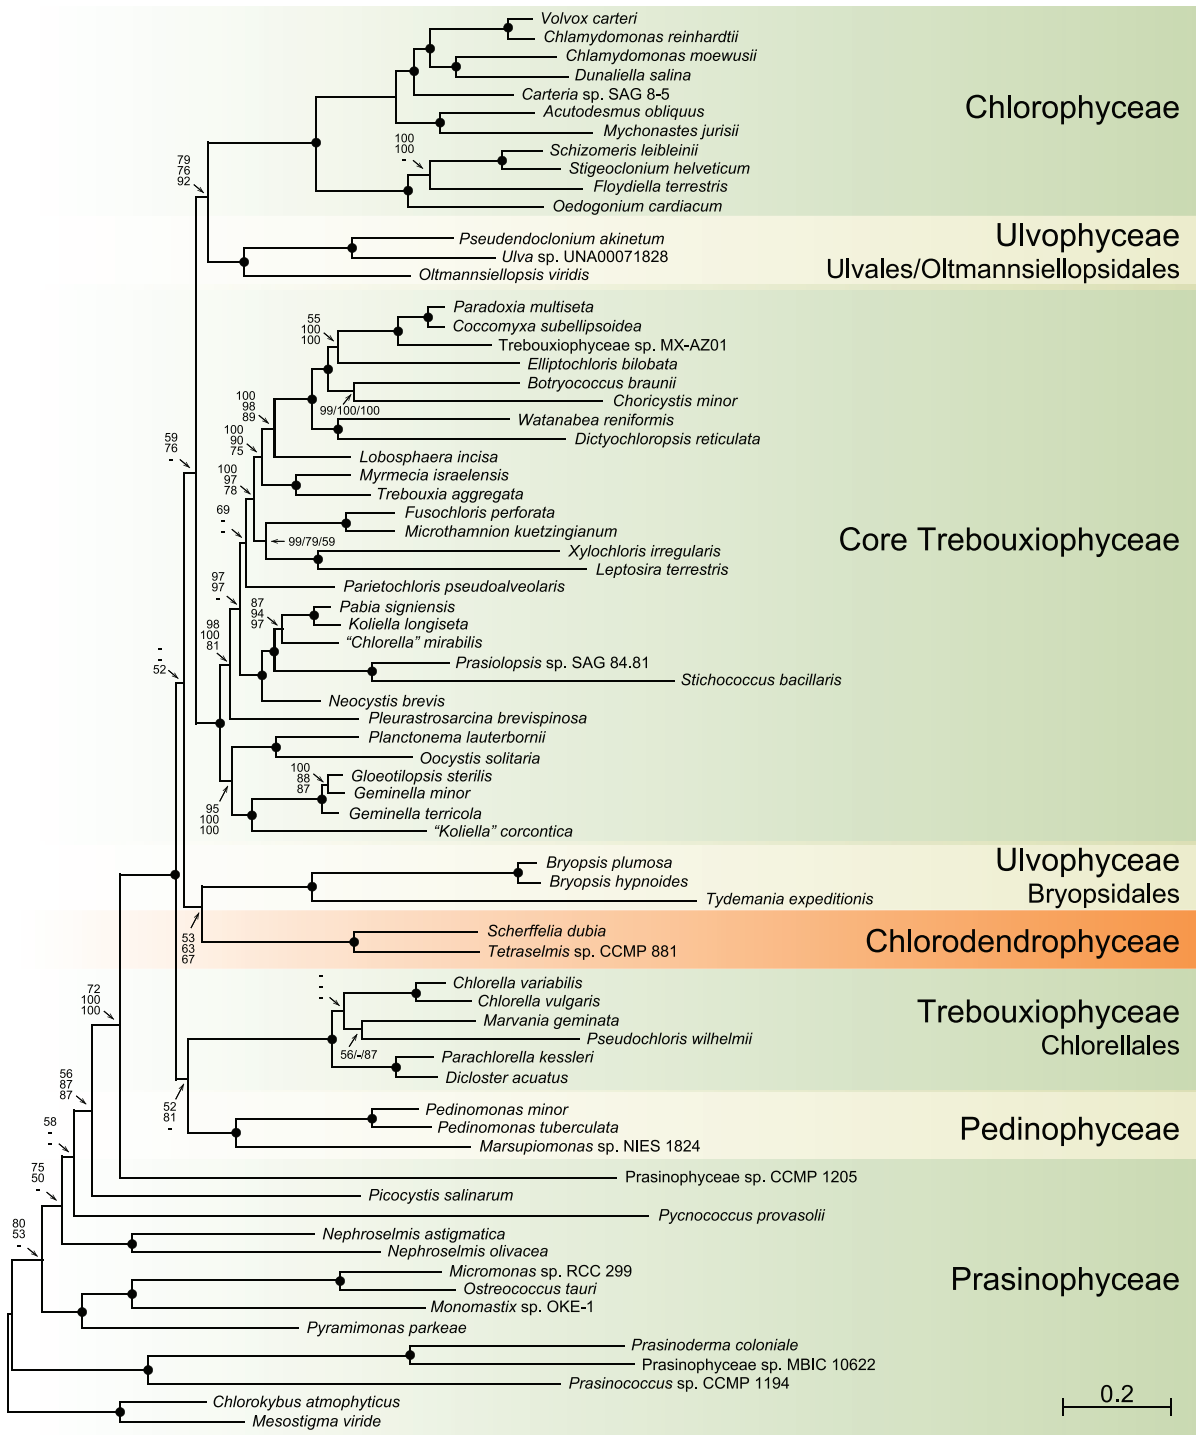 Volvox carteri
Chlamydomonas reinhardtii
Chlamydomonas moewusii
Dunaliella salina
Carteria sp. SAG 8-5
Chlorophyceae
Acutodesmus obliquus
Mychonastes jurisii
100
100
-
Schizomeris leibleinii
Stigeoclonium helveticum
Floydiella terrestris
Oedogonium cardiacum
79
76
92
Ulvophyceae
Ulvales/Oltmannsiellopsidales
Pseudendoclonium akinetum
Ulva sp. UNA00071828
Oltmannsiellopsis viridis
Paradoxia multiseta
Coccomyxa subellipsoidea
55
100
100
Trebouxiophyceae sp. MX-AZ01
Elliptochloris bilobata
Botryococcus braunii
Choricystis minor
99/100/100
100
98
89
Watanabea reniformis
Dictyochloropsis reticulata
59
76
-
100
90
75
Lobosphaera incisa
Myrmecia israelensis
Trebouxia aggregata
100
97
78
Fusochloris perforata
Microthamnion kuetzingianum
-
69
-
99/79/59
Core Trebouxiophyceae
Xylochloris irregularis
Leptosira terrestris
Parietochloris pseudoalveolaris
97
97
-
87
94
97
Pabia signiensis
Koliella longiseta
"Chlorella" mirabilis
98
100
81
Prasiolopsis sp. SAG 84.81
Stichococcus bacillaris
-
-
52
Neocystis brevis
Pleurastrosarcina brevispinosa
Planctonema lauterbornii
Oocystis solitaria
100
88
87
Gloeotilopsis sterilis
Geminella minor
Geminella terricola
95
100
100
"Koliella" corcontica
Ulvophyceae
Bryopsidales
Bryopsis plumosa
Bryopsis hypnoides
Tydemania expeditionis
53
63
67
Scherffelia dubia
Tetraselmis sp. CCMP 881
Chlorodendrophyceae
-
-
-
Chlorella variabilis
Chlorella vulgaris
Trebouxiophyceae
Chlorellales
72
100
100
Marvania geminata
Pseudochloris wilhelmii
56/-/87
Parachlorella kessleri
Dicloster acuatus
56
87
87
52
81
-
Pedinomonas minor
Pedinomonas tuberculata
Marsupiomonas sp. NIES 1824
Pedinophyceae
58
-
-
75
50
-
Prasinophyceae sp. CCMP 1205
Picocystis salinarum
Pycnococcus provasolii
80
53
-
Nephroselmis astigmatica
Nephroselmis olivacea
Micromonas sp. RCC 299
Ostreococcus tauri
Prasinophyceae
Monomastix sp. OKE-1
Pyramimonas parkeae
Prasinoderma coloniale
Prasinophyceae sp. MBIC 10622
Prasinococcus sp. CCMP 1194
Chlorokybus atmophyticus
Mesostigma viride
0.2